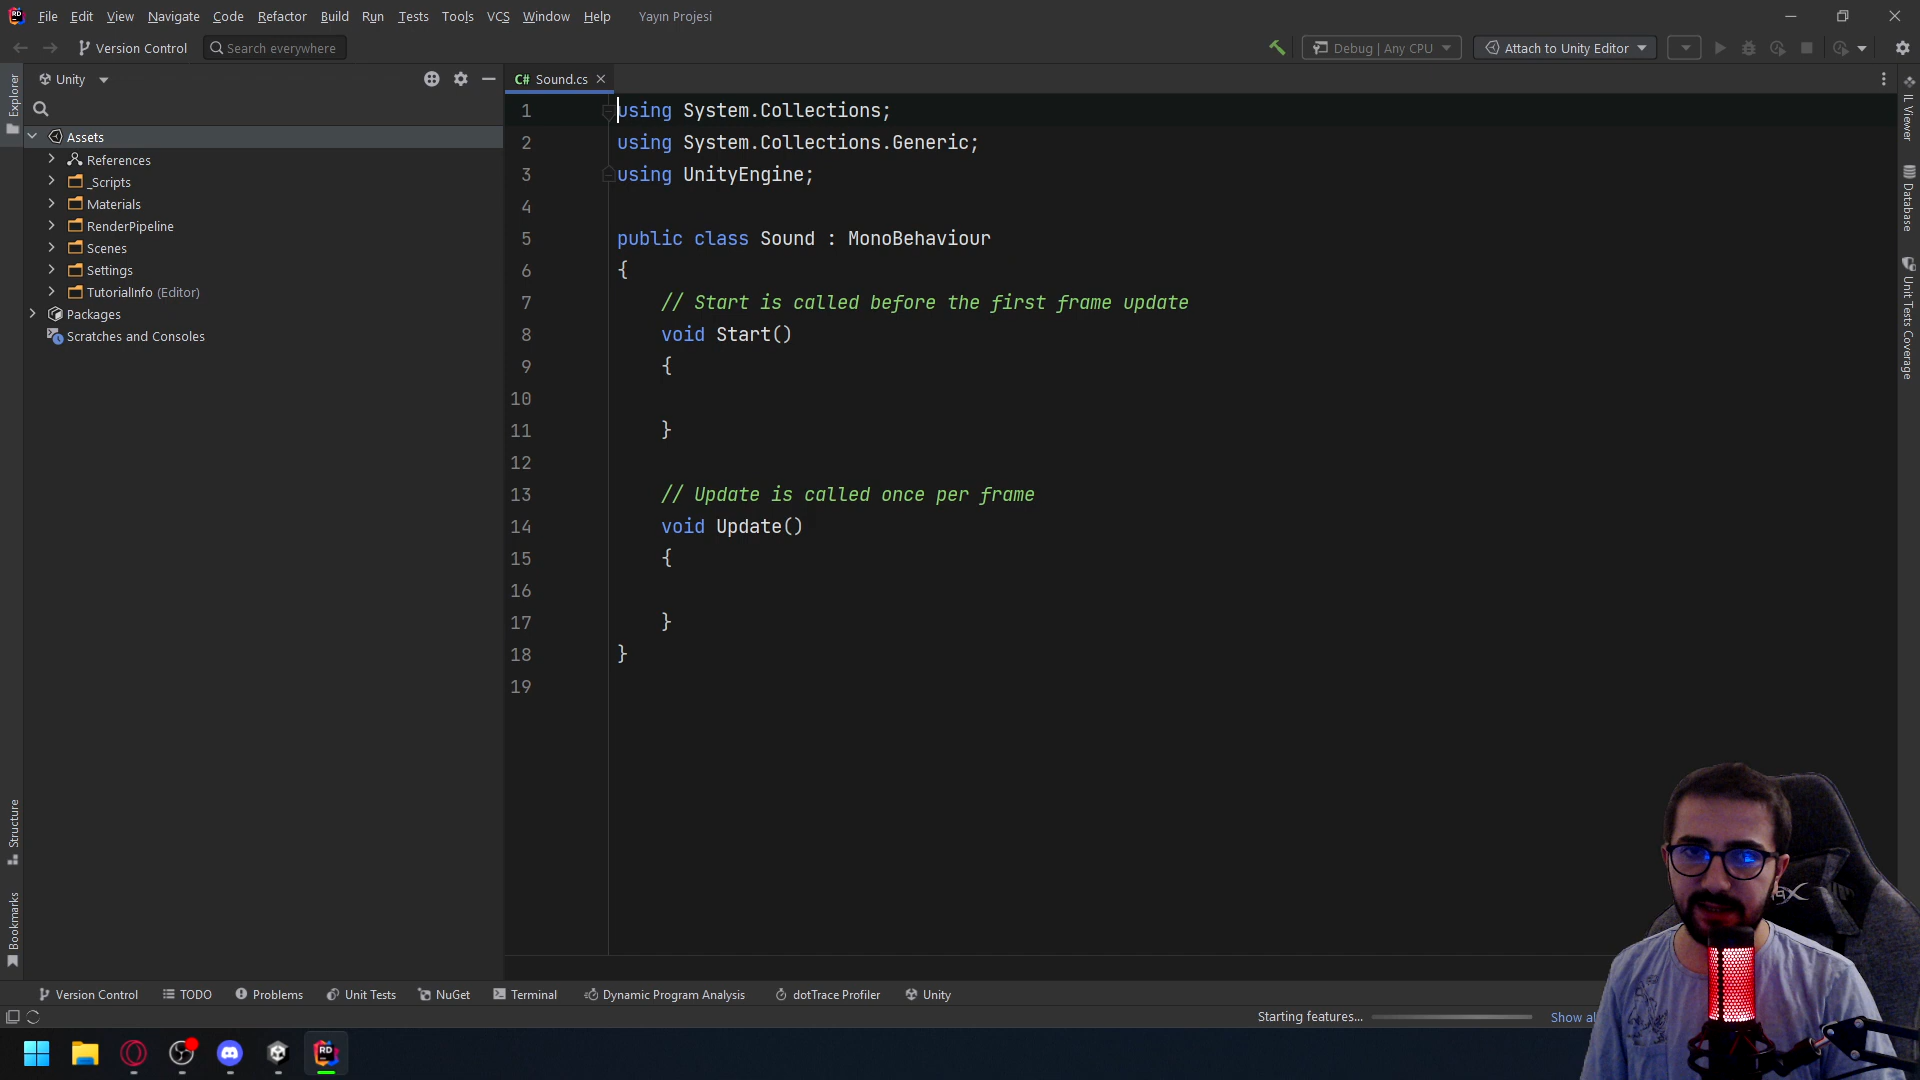 File Edit View Navigate Code Refactor Build Run Tests Tools VCS Window Help Yayın Projesi
Version Control Search everywhere Debug | Any CPU Attach to Unity Editor
Explorer
Unity
Assets
References
_Scripts
Materials
RenderPipeline
Scenes
Settings
TutorialInfo (Editor)
Packages
Scratches and Consoles
Structure
Bookmarks
C# Sound.cs
1 using System.Collections;
2 using System.Collections.Generic;
3 using UnityEngine;
4
5 public class Sound : MonoBehaviour
6 {
7 // Start is called before the first frame update
8 void Start()
9 {
10
11 }
12
13 // Update is called once per frame
14 void Update()
15 {
16
17 }
18 }
19
IL Viewer
Database
Unit Tests Coverage
Version Control TODO Problems Unit Tests NuGet Terminal Dynamic Program Analysis dotTrace Profiler Unity
Starting features... Show al
RD